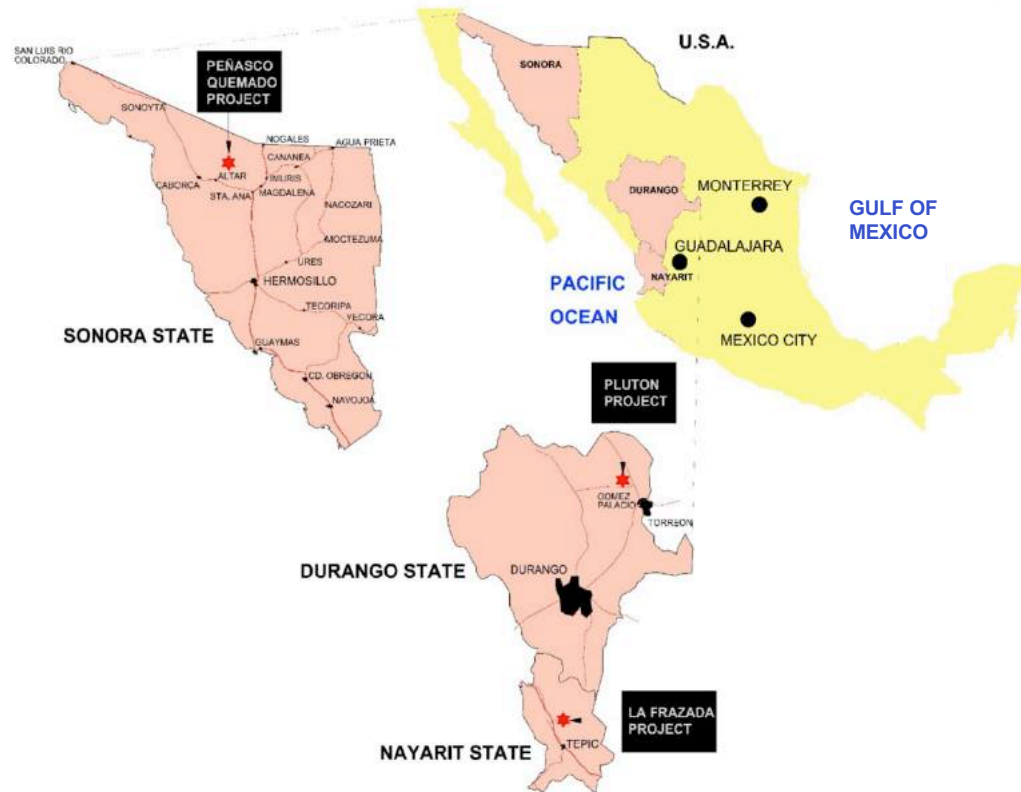 SAN LUIS RIO
COLORADO
PEÑASCO
QUEMADO
PROJECT
SONOYTA
NOGALES
AGUA PRIETA
CANANEA
CABORCA
ALTAR
IMURIS
STA. ANA
MAGDALENA
NACOZARI
MOCTEZUMA
URES
HERMOSILLO
TECORIPA
YECORA
SONORA STATE
GUAYMAS
CD. OBREGON
NAVOJOA
U.S.A.
SONORA
DURANGO
MONTERREY
GULF OF
MEXICO
GUADALAJARA
NAYARIT
PACIFIC
OCEAN
MEXICO CITY
PLUTON
PROJECT
GOMEZ
PALACIO
TORREON
DURANGO STATE
DURANGO
LA FRAZADA
PROJECT
NAYARIT STATE
TEPIC